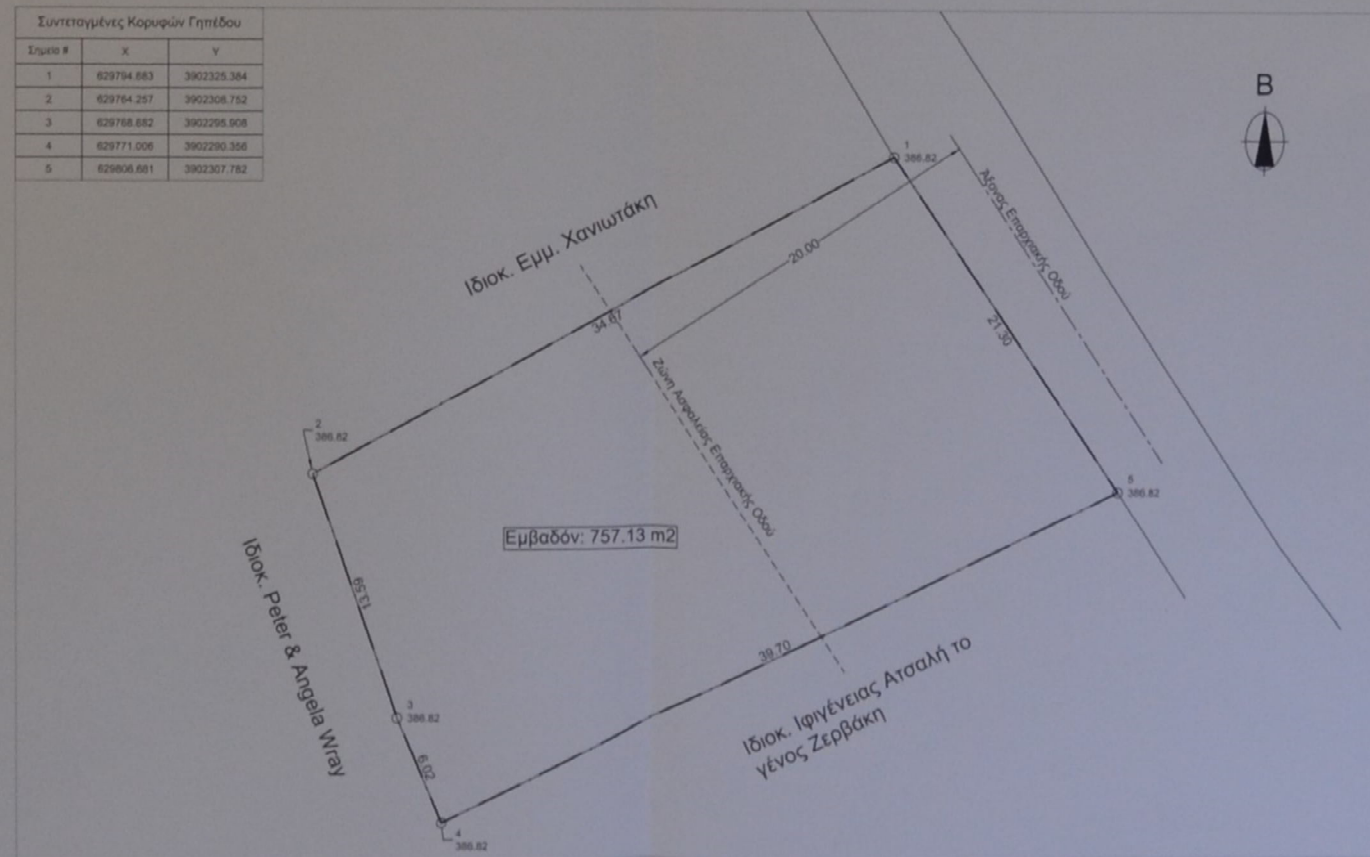 Συντεταγμένες Κορυφών Γηπέδου
Σημείο # X Y
1 629794.683 3902325.384
2 629764.257 3902308.752
3 629768.682 3902295.908
4 629771.006 3902290.356
5 629806.681 3902307.782
Β
1
386.82
Άξονας Επαρχιακής Οδού
20.00
Ιδιοκ. Εμμ. Χανιωτάκη
34.67
21.30
Ζώνη Ασφαλείας Επαρχιακής Οδού
2
386.82
5
386.82
Εμβαδόν: 757.13 m2
13.59
Ιδιοκ. Peter & Angela Wray
39.70
Ιδιοκ. Ιφιγένειας Ατσαλή το
γένος Ζερβάκη
3
386.82
6.02
4
386.82